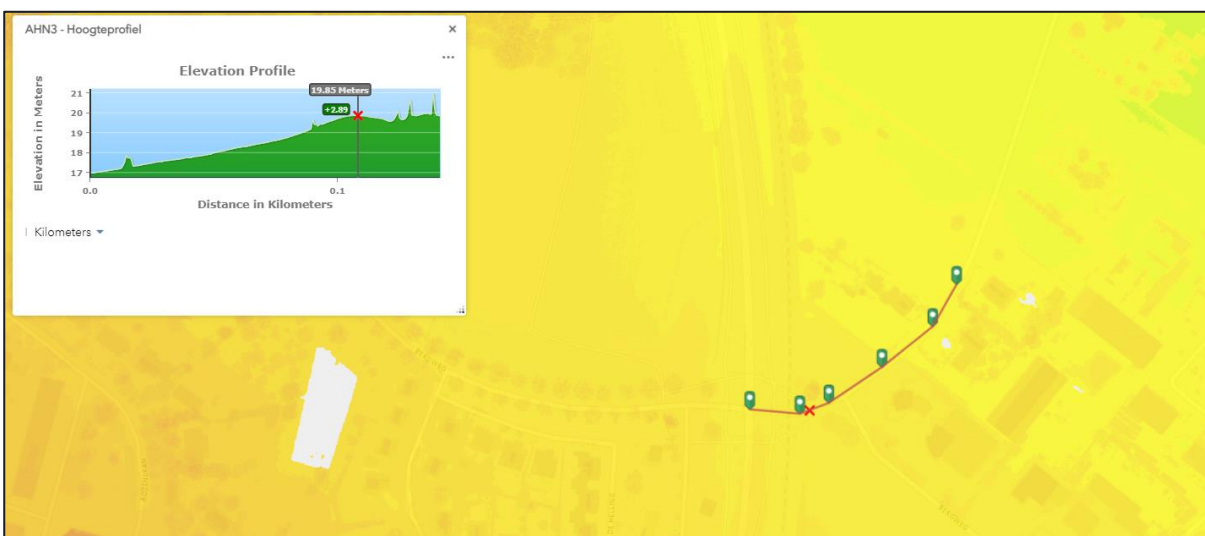 AHN3 - Hoogteprofiel
×
...
Elevation Profile
Elevation in Meters
21
20
19
18
17
19.85 Meters
+2.89
0.0
0.1
Distance in Kilometers
Kilometers